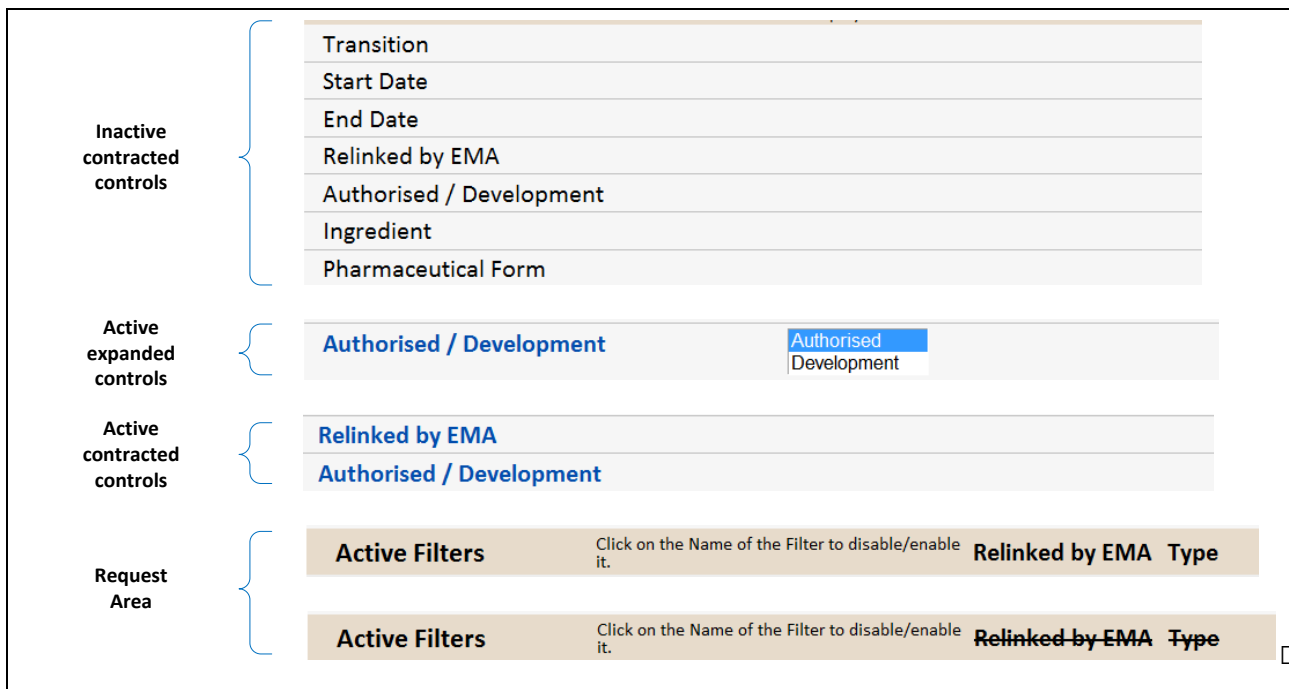 Inactive
contracted
controls
Transition
Start Date
End Date
Relinked by EMA
Authorised / Development
Ingredient
Pharmaceutical Form
Active
expanded
controls
Authorised / Development
Authorised
Development
Active
contracted
controls
Relinked by EMA
Authorised / Development
Request
Area
Active Filters
Click on the Name of the Filter to disable/enable
it.
Relinked by EMA Type
Active Filters
Click on the Name of the Filter to disable/enable
it.
Relinked by EMA Type